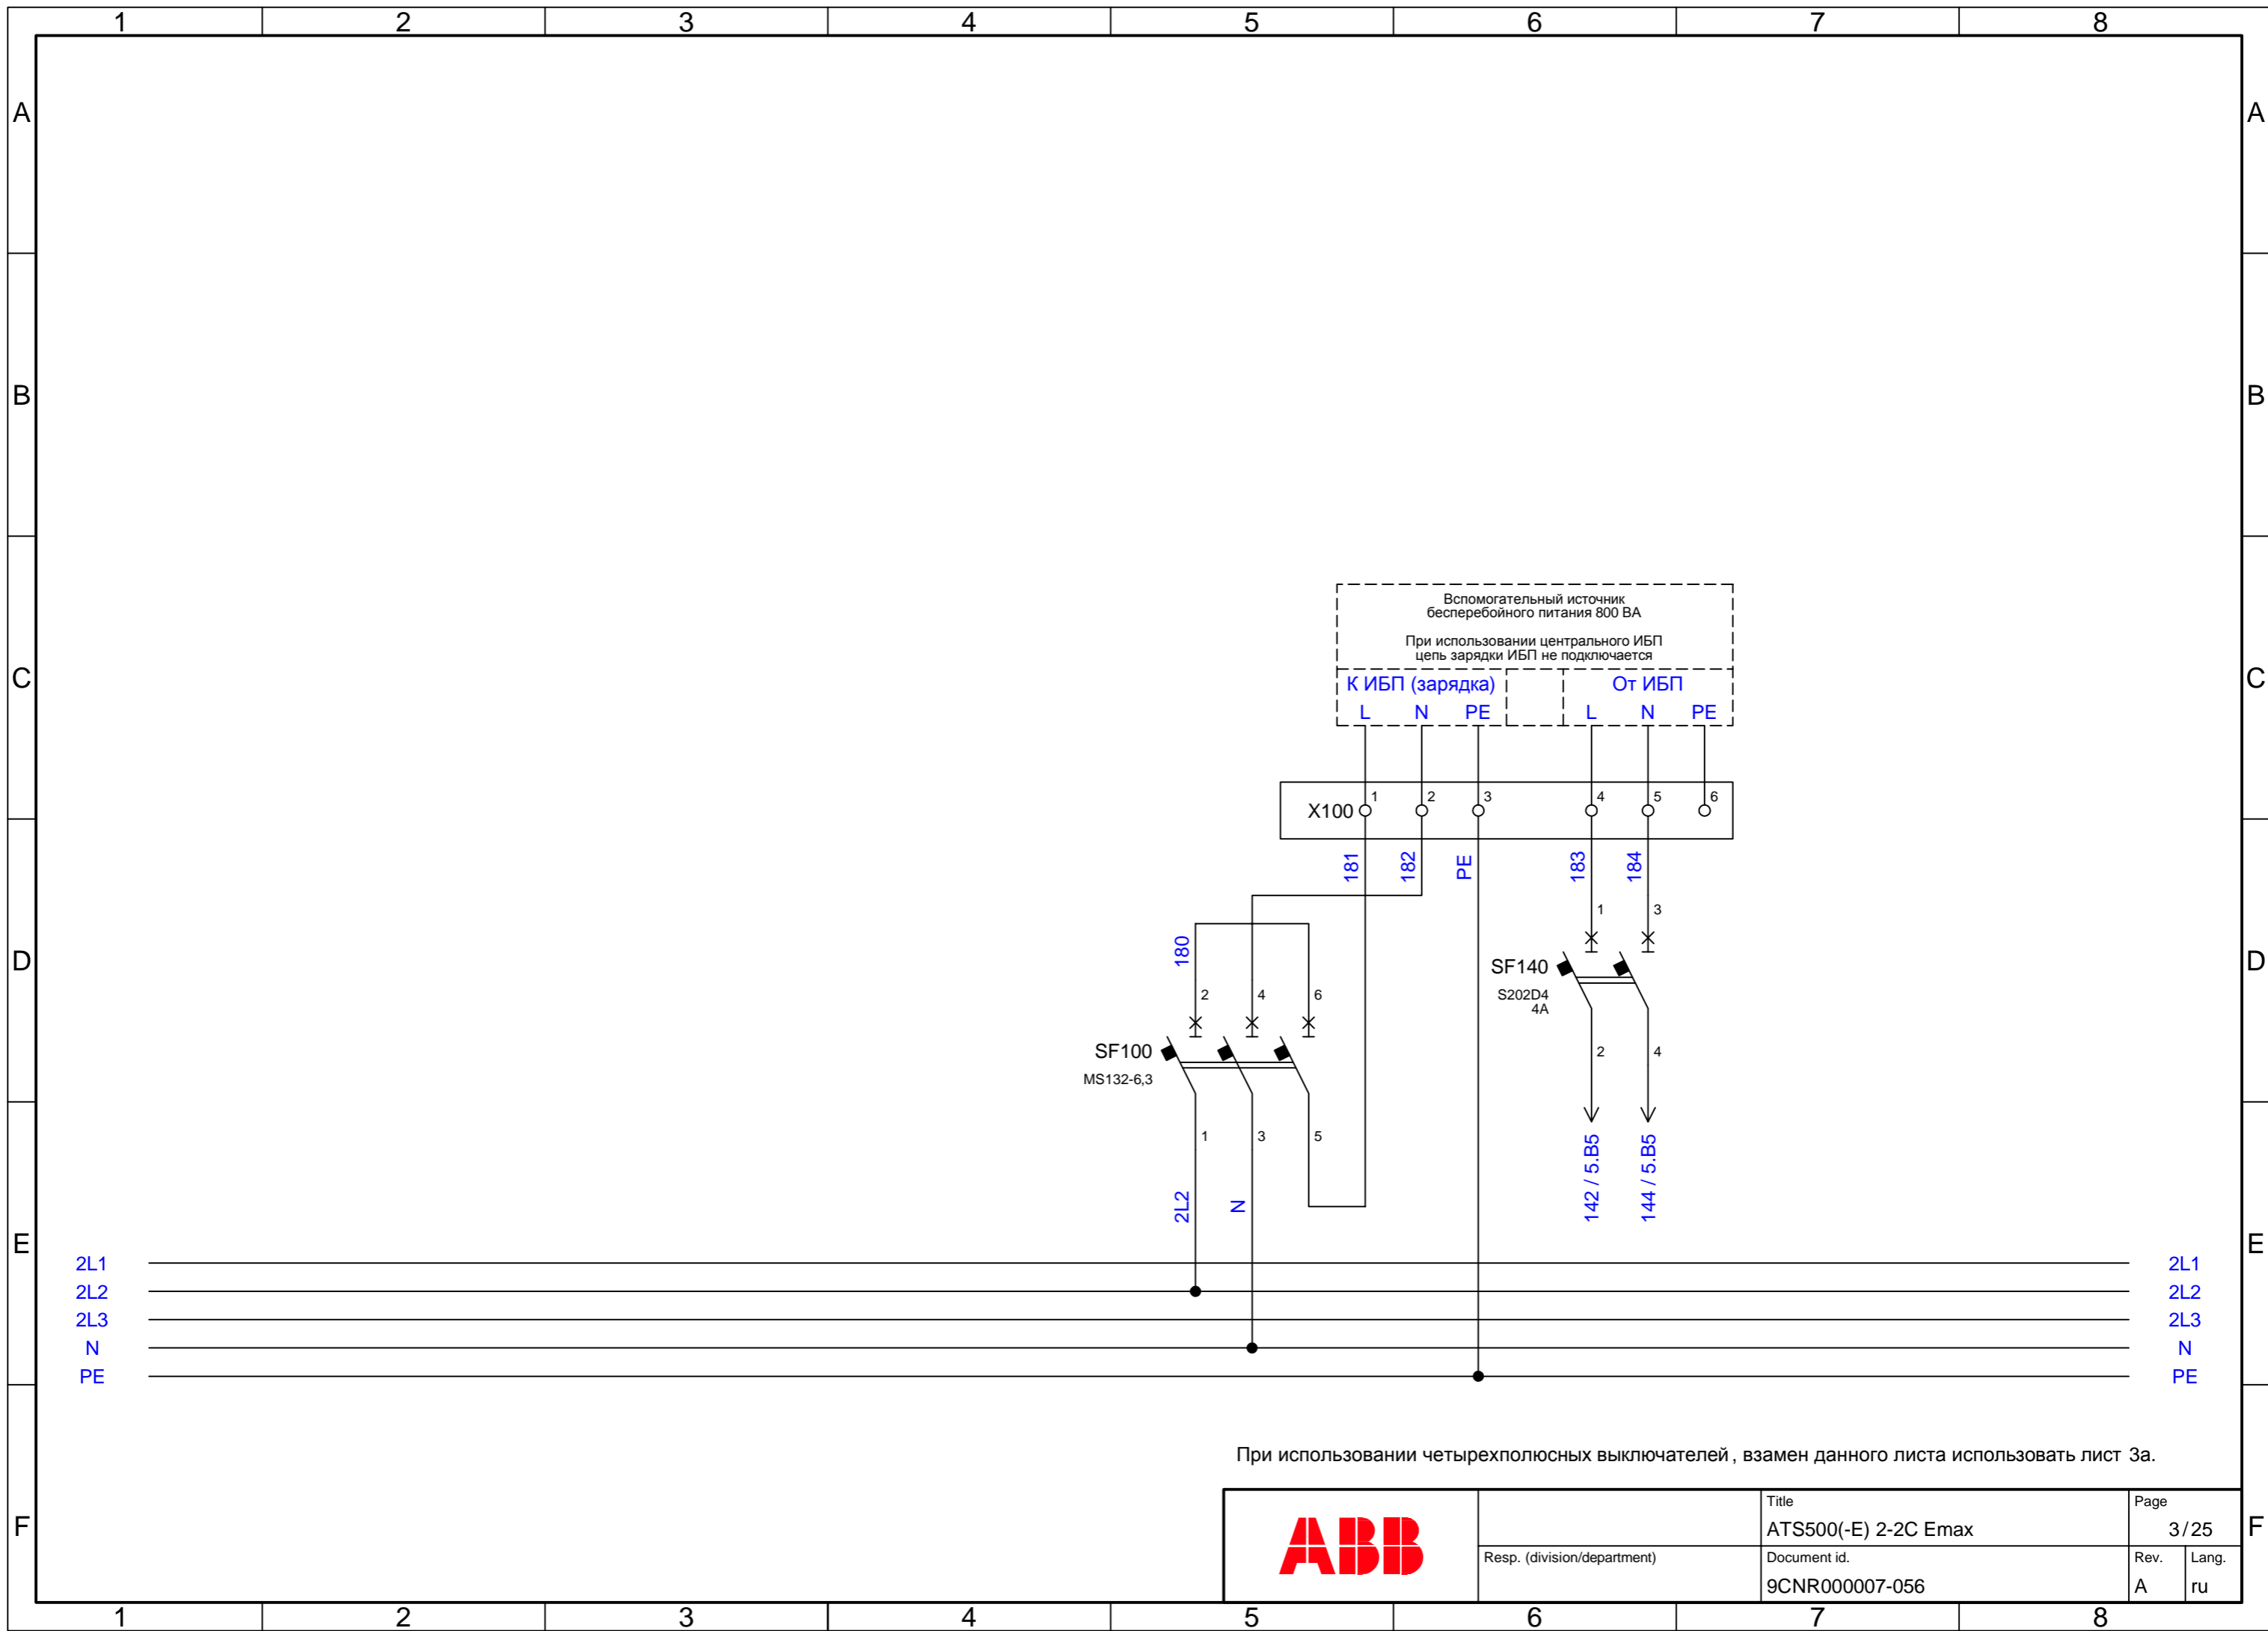 1 2 3 4 5 6 7 8
A A
B B
Вспомогательный источник
бесперебойного питания 800 ВА
При использовании центрального ИБП
цепь зарядки ИБП не подключается
C C
К ИБП (зарядка) От ИБП
L N PE L N PE
X100 1 2 3 4 5 6
181 182 PE 183 184
1 3
180
D D
SF140
S202D4
4A
2 4 6
SF100
MS132-6,3
2 4
1 3 5
142 / 5.B5 144 / 5.B5
2L2 N
E E
2L1 2L1
2L2 2L2
2L3 2L3
N N
PE PE
При использовании четырехполюсных выключателей, взамен данного листа использовать лист 3а.
F F
ABB
Title
ATS500(-E) 2-2C Emax
Page
3/25
Resp. (division/department)
Document id.
9CNR000007-056
Rev.
A
Lang.
ru
1 2 3 4 5 6 7 8